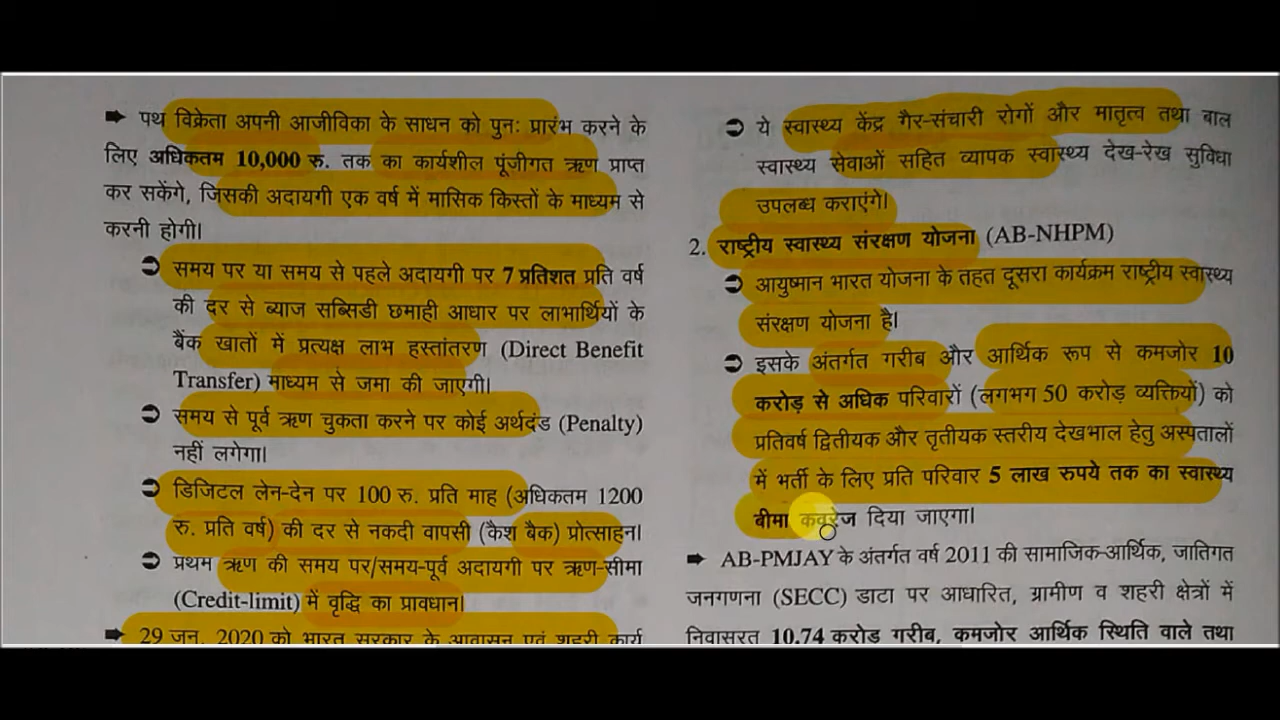 ➡ पथ विक्रेता अपनी आजीविका के साधन को पुनः प्रारंभ करने के
लिए अधिकतम 10,000 रु. तक का कार्यशील पूंजीगत ऋण प्राप्त
कर सकेंगे, जिसकी अदायगी एक वर्ष में मासिक किस्तों के माध्यम से
करनी होगी।
➲ समय पर या समय से पहले अदायगी पर 7 प्रतिशत प्रति वर्ष
की दर से ब्याज सब्सिडी छमाही आधार पर लाभार्थियों के
बैंक खातों में प्रत्यक्ष लाभ हस्तांतरण (Direct Benefit
Transfer) माध्यम से जमा की जाएगी।
➲ समय से पूर्व ऋण चुकता करने पर कोई अर्थदंड (Penalty)
नहीं लगेगा।
➲ डिजिटल लेन-देन पर 100 रु. प्रति माह (अधिकतम 1200
रु. प्रति वर्ष) की दर से नकदी वापसी (कैश बैक) प्रोत्साहन।
➲ प्रथम ऋण की समय पर/समय-पूर्व अदायगी पर ऋण-सीमा
(Credit-limit) में वृद्धि का प्रावधान।
➡ 29 जून, 2020 को भारत सरकार के आवासन एवं शहरी कार्य
➲ ये स्वास्थ्य केंद्र गैर-संचारी रोगों और मातृत्व तथा बाल
स्वास्थ्य सेवाओं सहित व्यापक स्वास्थ्य देख-रेख सुविधा
उपलब्ध कराएंगे।
2. राष्ट्रीय स्वास्थ्य संरक्षण योजना (AB-NHPM)
➲ आयुष्मान भारत योजना के तहत दूसरा कार्यक्रम राष्ट्रीय स्वास्थ्य
संरक्षण योजना है।
➲ इसके अंतर्गत गरीब और आर्थिक रूप से कमजोर 10
करोड़ से अधिक परिवारों (लगभग 50 करोड़ व्यक्तियों) को
प्रतिवर्ष द्वितीयक और तृतीयक स्तरीय देखभाल हेतु अस्पतालों
में भर्ती के लिए प्रति परिवार 5 लाख रुपये तक का स्वास्थ्य
बीमा कवरेज दिया जाएगा।
➡ AB-PMJAY के अंतर्गत वर्ष 2011 की सामाजिक-आर्थिक, जातिगत
जनगणना (SECC) डाटा पर आधारित, ग्रामीण व शहरी क्षेत्रों में
निवासरत 10.74 करोड़ गरीब, कमजोर आर्थिक स्थिति वाले तथा